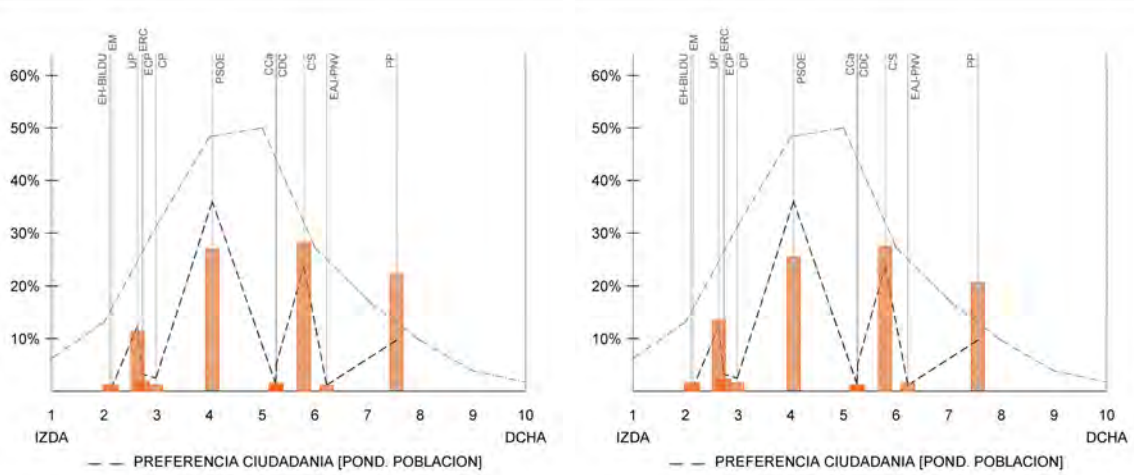 EH-BILDU
EM
UP
ERC
ECP
CP
PSOE
CCa
CDC
C'S
EAJ-PNV
PP
60%
50%
40%
30%
20%
10%
1 2 3 4 5 6 7 8 9 10
IZDA DCHA
PREFERENCIA CIUDADANIA [POND. POBLACION]
EH-BILDU
EM
UP
ERC
ECP
CP
PSOE
CCa
CDC
C'S
EAJ-PNV
PP
60%
50%
40%
30%
20%
10%
1 2 3 4 5 6 7 8 9 10
IZDA DCHA
PREFERENCIA CIUDADANIA [POND. POBLACION]